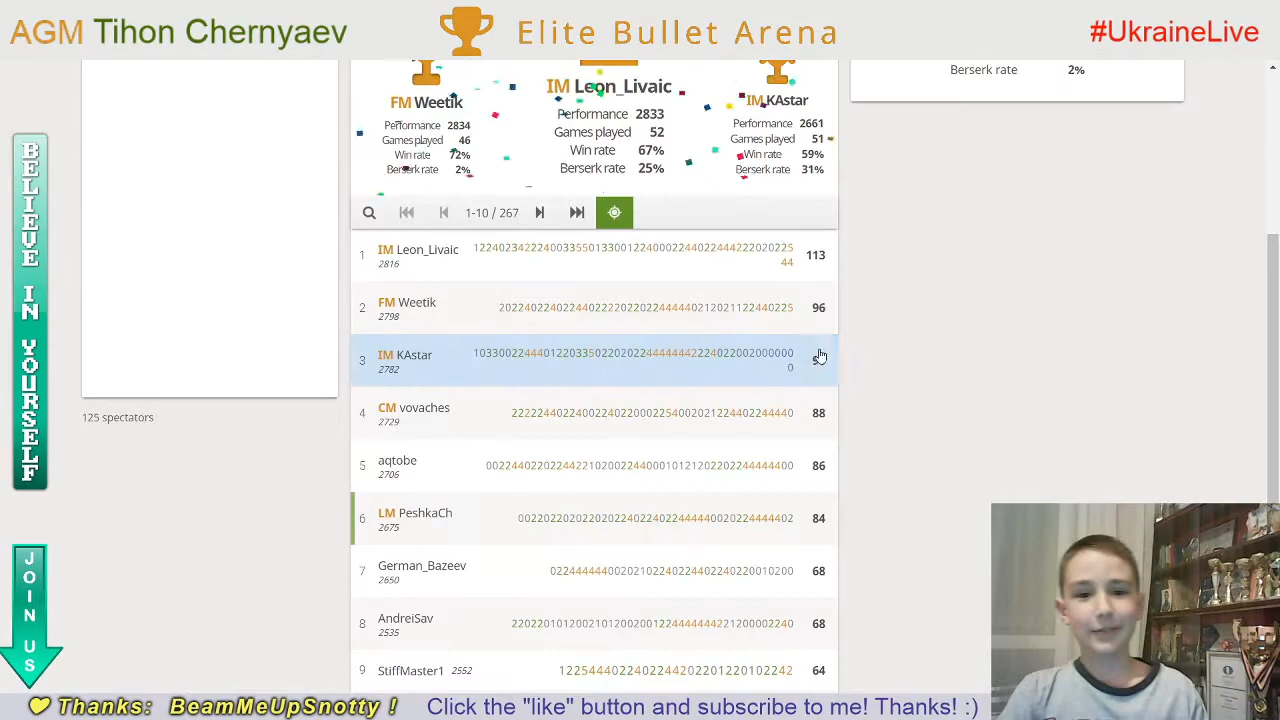 AGM Tihon Chernyaev
Elite Bullet Arena
#UkraineLive
BELIEVE IN YOURSELF
JOIN US
FM Weetik
Performance 2834
Games played 46
Win rate 72%
Berserk rate 2%
IM Leon_Livaic
Performance 2833
Games played 52
Win rate 67%
Berserk rate 25%
IM KAstar
Performance 2661
Games played 51
Win rate 59%
Berserk rate 31%
Berserk rate 2%
1-10 / 267
1 IM Leon_Livaic 2816 113
2 FM Weetik 2798 20224022402244022220220224444402120211224 40225 96
3 IM KAstar 2782
4 CM vovaches 2729 88
5 aqtobe 2706 86
6 LM PeshkaCh 2675 84
7 German_Bazeev 2650 68
8 AndreiSav 2535 68
9 StiffMaster1 2552 64
125 spectators
Thanks: BeamMeUpSnotty !
Click the "like" button and subscribe to me! Thanks! :)